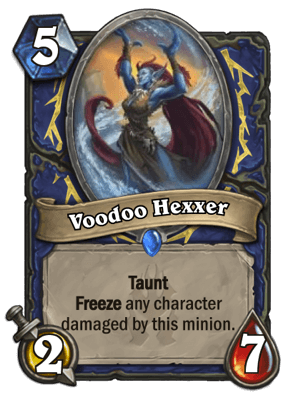 5
Voodoo Hexxer
Taunt
Freeze any character
damaged by this minion.
2
7